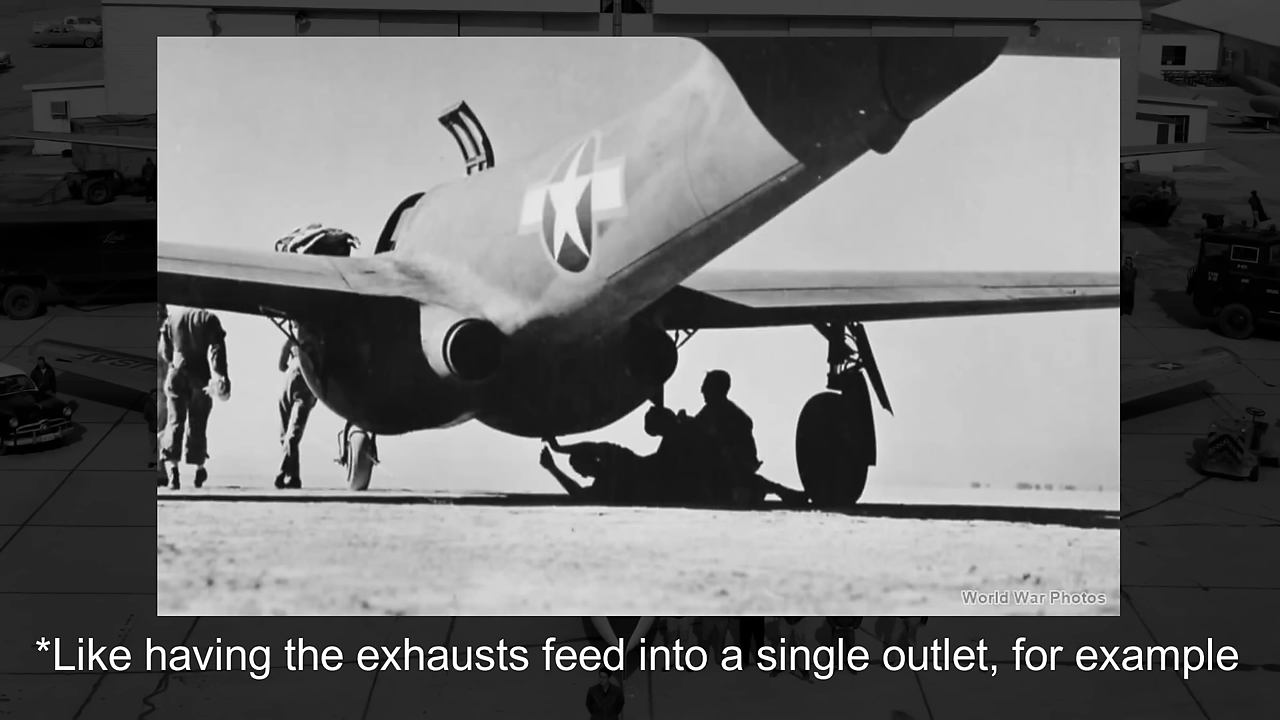 World War Photos
*Like having the exhausts feed into a single outlet, for example